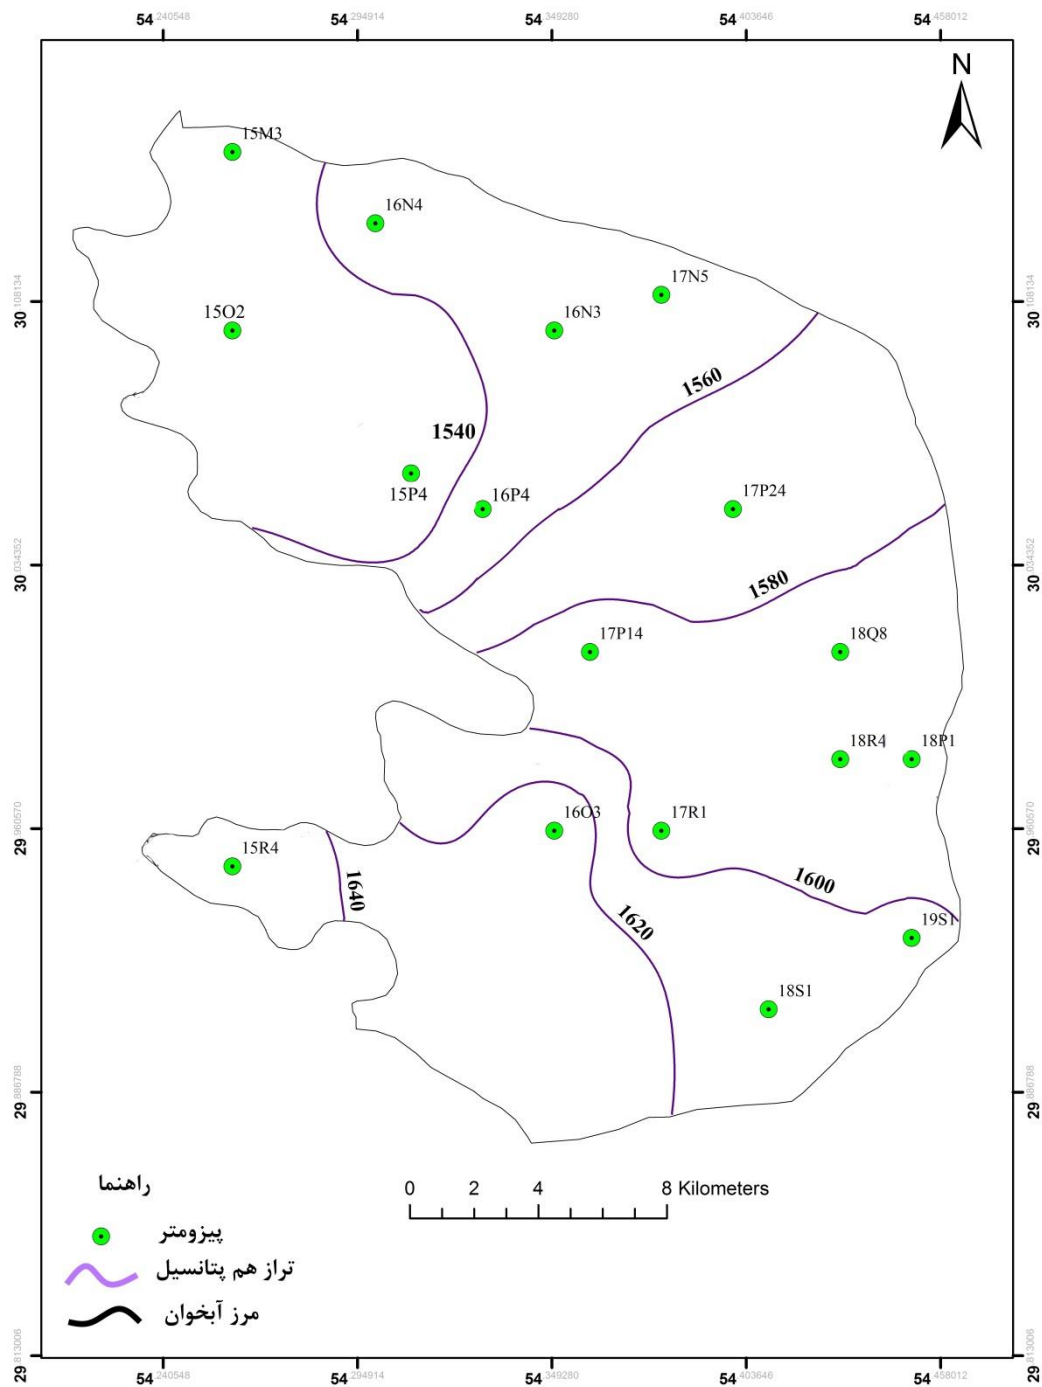 54.240548 54.294914 54.349280 54.403646 54.458012
N
15M3
16N4
17N5
30.108134 30.108134
15O2
16N3
1560
1540
15P4
16P4
17P24
30.034352 30.034352
1580
17P14
18Q8
18R4
18P1
29.960570 29.960570
16O3
17R1
15R4
1640
1600
1620
19S1
18S1
29.886788 29.886788
راهنما
0 2 4 8 Kilometers
پیزومتر
تراز هم پتانسیل
مرز آبخوان
29.813006 29.813006
54.240548 54.294914 54.349280 54.403646 54.458012